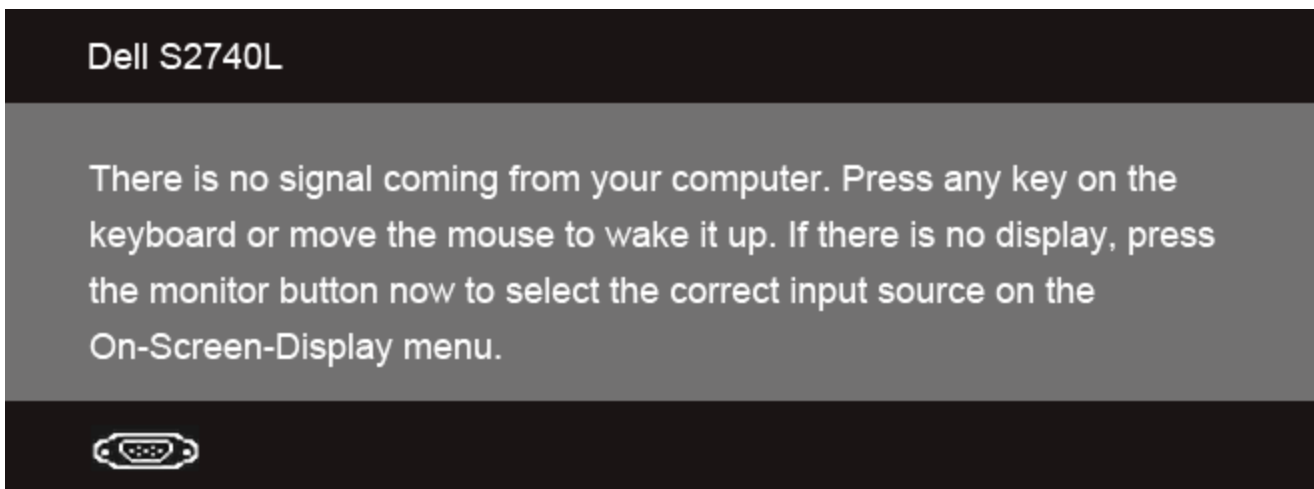 Dell S2740L
There is no signal coming from your computer. Press any key on the
keyboard or move the mouse to wake it up. If there is no display, press
the monitor button now to select the correct input source on the
On-Screen-Display menu.